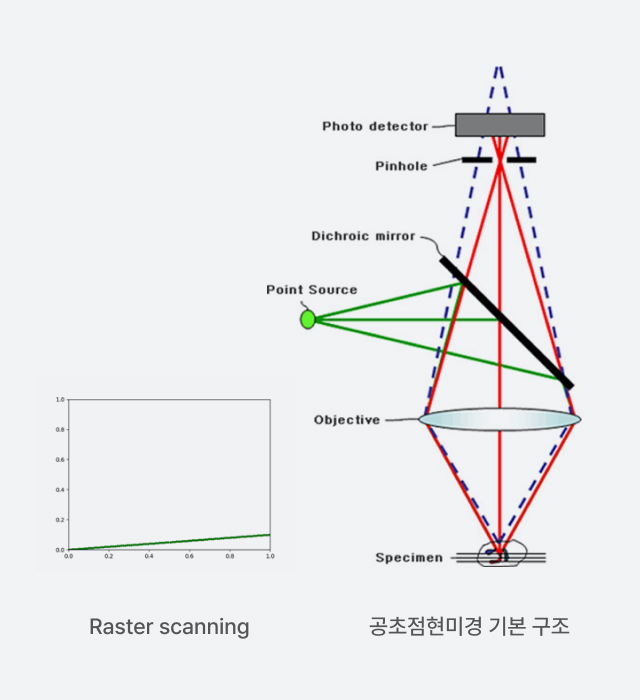 Photo detector
Pinhole
Dichroic mirror
Point Source
Objective
Specimen
1.0
0.8
0.6
0.4
0.2
0.0
0.0 0.2 0.4 0.6 0.8 1.0
Raster scanning
공초점현미경 기본 구조